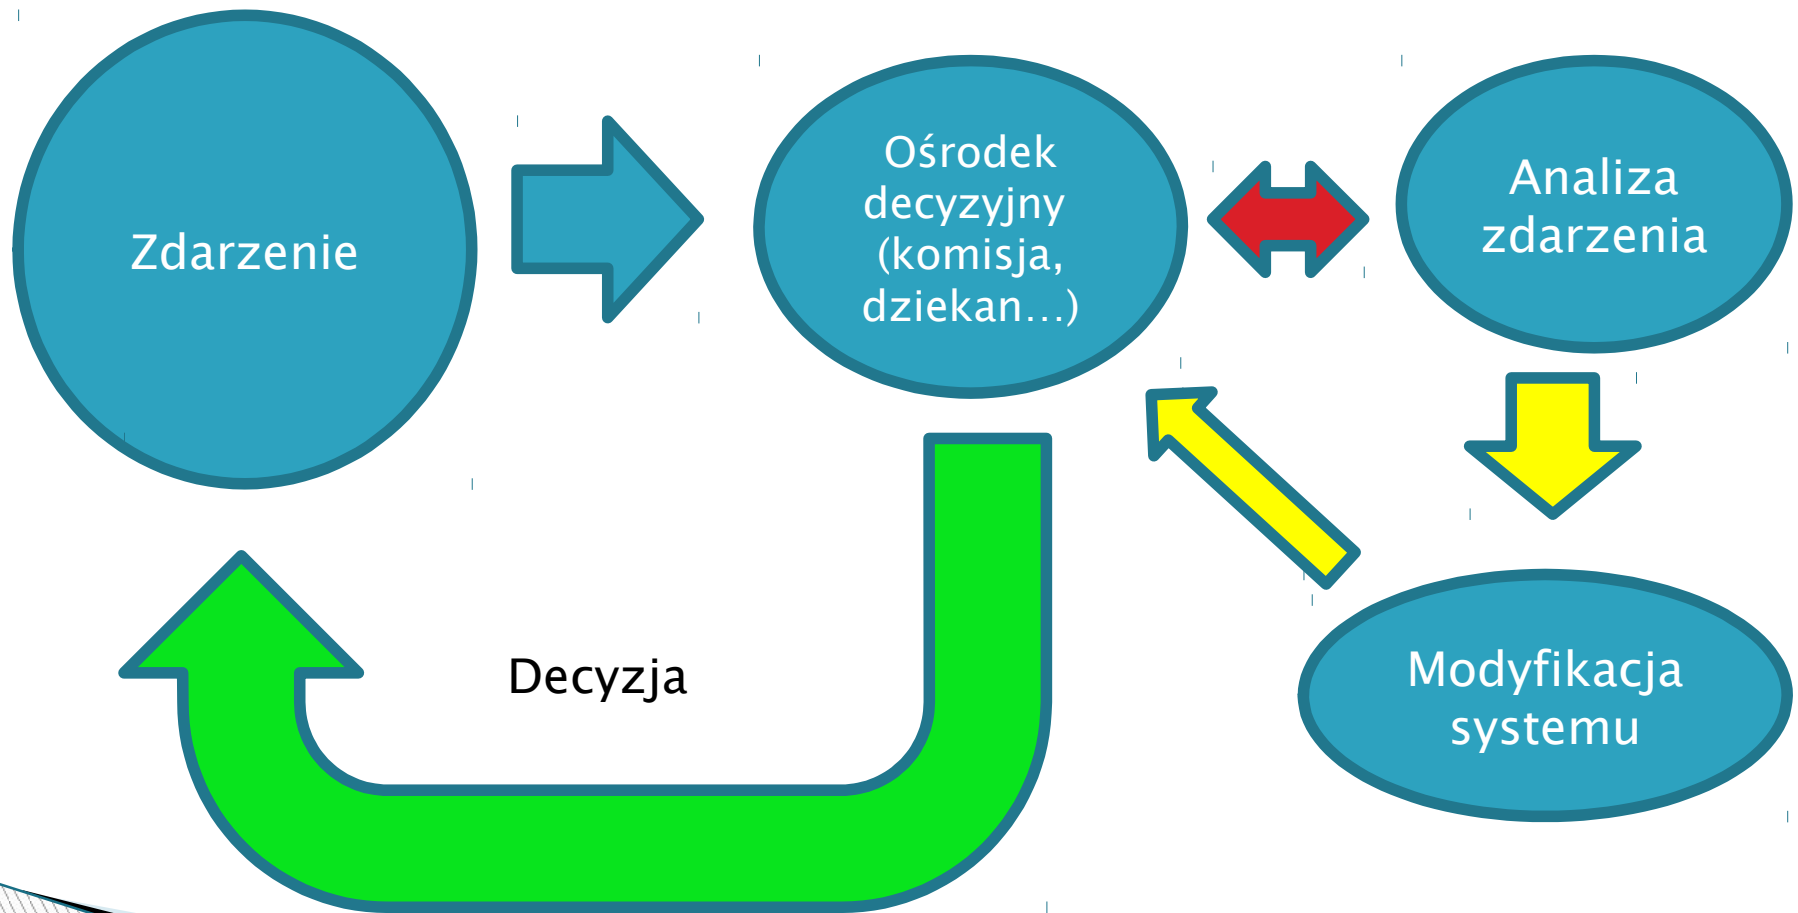 Zdarzenie
Ośrodek
decyzyjny
(komisja,
dziekan...)
Analiza
zdarzenia
Decyzja
Modyfikacja
systemu